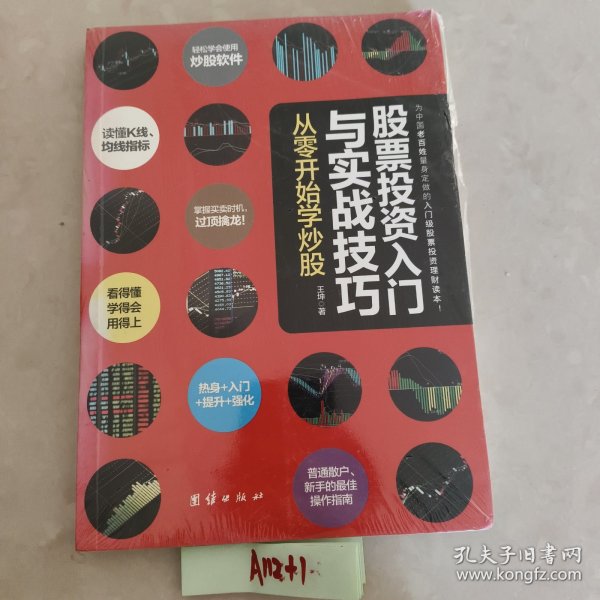 轻松学会使用
炒股软件
读懂K线、
均线指标
掌握买卖时机，
过顶擒龙！
看得懂
学得会
用得上
热身+入门
+提升+强化
普通散户、
新手的最佳
操作指南
为中国老百姓量身定做的入门级股票投资理财读本！
股票投资入门
与实战技巧
从零开始学炒股
王坤◎著
团结出版社
A112+1
孔夫子旧书网
www.kongfz.com